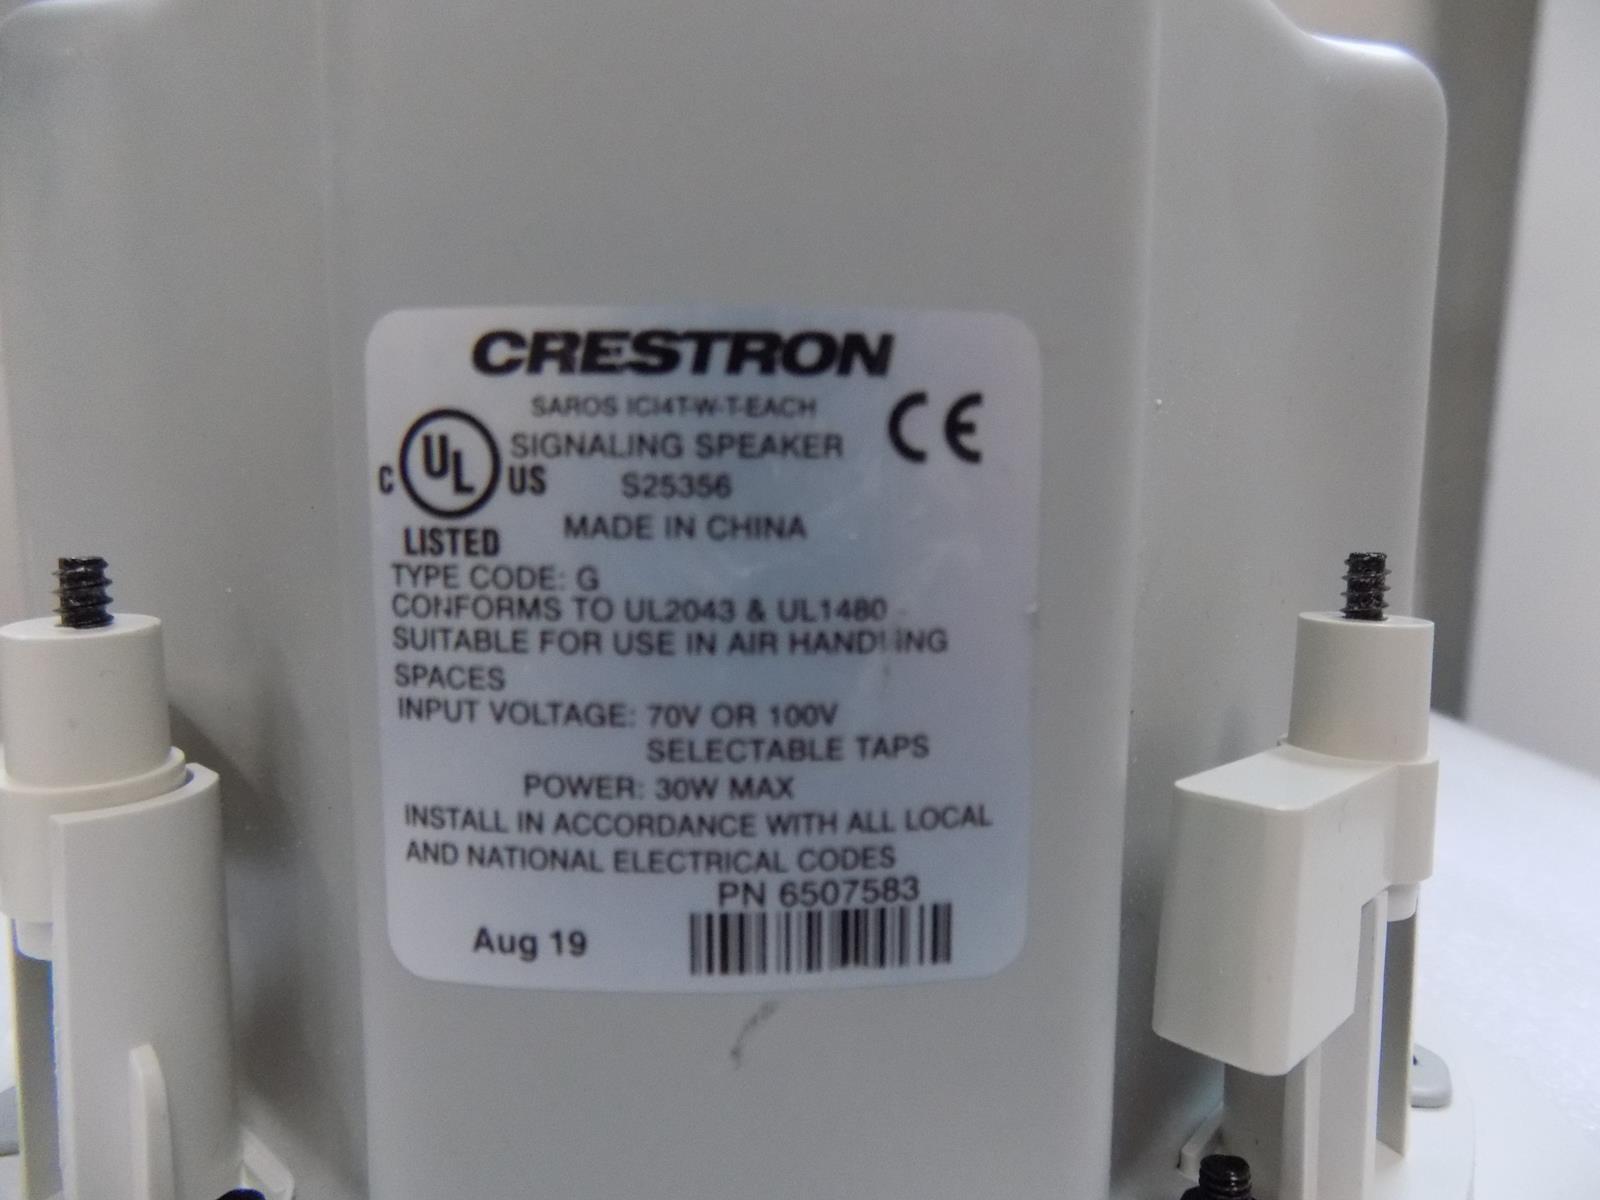 CRESTRON
SAROS ICI4T-W-T-EACH
SIGNALING SPEAKER
CE
C UL US
S25356
LISTED
MADE IN CHINA
TYPE CODE: G
CONFORMS TO UL2043 & UL1480
SUITABLE FOR USE IN AIR HANDLING
SPACES
INPUT VOLTAGE: 70V OR 100V
SELECTABLE TAPS
POWER: 30W MAX
INSTALL IN ACCORDANCE WITH ALL LOCAL
AND NATIONAL ELECTRICAL CODES
PN 6507583
Aug 19